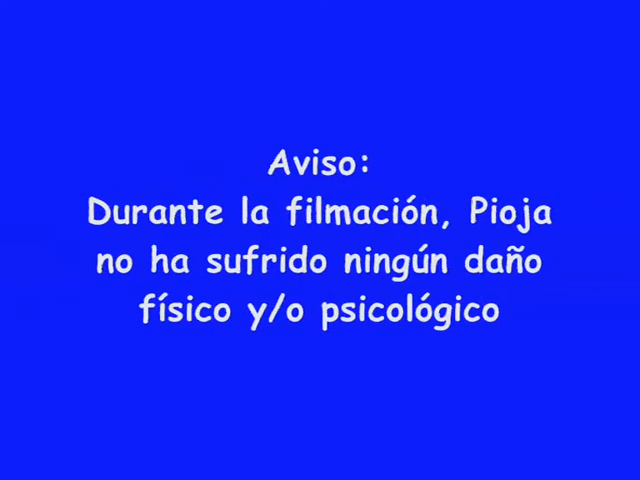 Aviso:
Durante la filmación, Pioja
no ha sufrido ningún daño
físico y/o psicológico